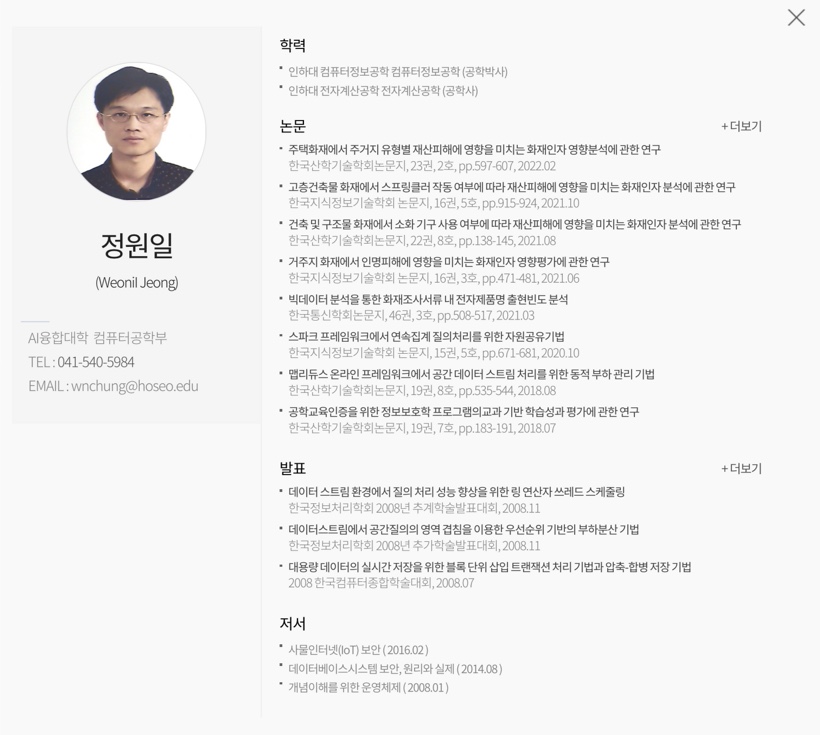 정원일
(Weonil Jeong)
AI융합대학 컴퓨터공학부
TEL : 041-540-5984
EMAIL : wnchung@hoseo.edu
학력
인하대 컴퓨터정보공학 컴퓨터정보공학 (공학박사)
인하대 전자계산공학 전자계산공학 (공학사)
논문
+ 더보기
주택화재에서 주거지 유형별 재산피해에 영향을 미치는 화재인자 영향분석에 관한 연구
한국산학기술학회논문지, 23권, 2호, pp.597-607, 2022.02
고층건축물 화재에서 스프링클러 작동 여부에 따라 재산피해에 영향을 미치는 화재인자 분석에 관한 연구
한국지식정보기술학회 논문지, 16권, 5호, pp.915-924, 2021.10
건축 및 구조물 화재에서 소화 기구 사용 여부에 따라 재산피해에 영향을 미치는 화재인자 분석에 관한 연구
한국산학기술학회논문지, 22권, 8호, pp.138-145, 2021.08
거주지 화재에서 인명피해에 영향을 미치는 화재인자 영향평가에 관한 연구
한국지식정보기술학회 논문지, 16권, 3호, pp.471-481, 2021.06
빅데이터 분석을 통한 화재조사서류 내 전자제품명 출현빈도 분석
한국통신학회논문지, 46권, 3호, pp.508-517, 2021.03
스파크 프레임워크에서 연속집계 질의처리를 위한 자원공유기법
한국지식정보기술학회 논문지, 15권, 5호, pp.671-681, 2020.10
맵리듀스 온라인 프레임워크에서 공간 데이터 스트림 처리를 위한 동적 부하 관리 기법
한국산학기술학회논문지, 19권, 8호, pp.535-544, 2018.08
공학교육인증을 위한 정보보호학 프로그램의교과 기반 학습성과 평가에 관한 연구
한국산학기술학회논문지, 19권, 7호, pp.183-191, 2018.07
발표
+ 더보기
데이터 스트림 환경에서 질의 처리 성능 향상을 위한 링 연산자 쓰레드 스케줄링
한국정보처리학회 2008년 추계학술발표대회, 2008.11
데이터스트림에서 공간질의의 영역 겹침을 이용한 우선순위 기반의 부하분산 기법
한국정보처리학회 2008년 추가학술발표대회, 2008.11
대용량 데이터의 실시간 저장을 위한 블록 단위 삽입 트랜잭션 처리 기법과 압축-합병 저장 기법
2008 한국컴퓨터종합학술대회, 2008.07
저서
사물인터넷(IoT) 보안 ( 2016.02 )
데이터베이스시스템 보안, 원리와 실제 ( 2014.08 )
개념이해를 위한 운영체제 ( 2008.01 )